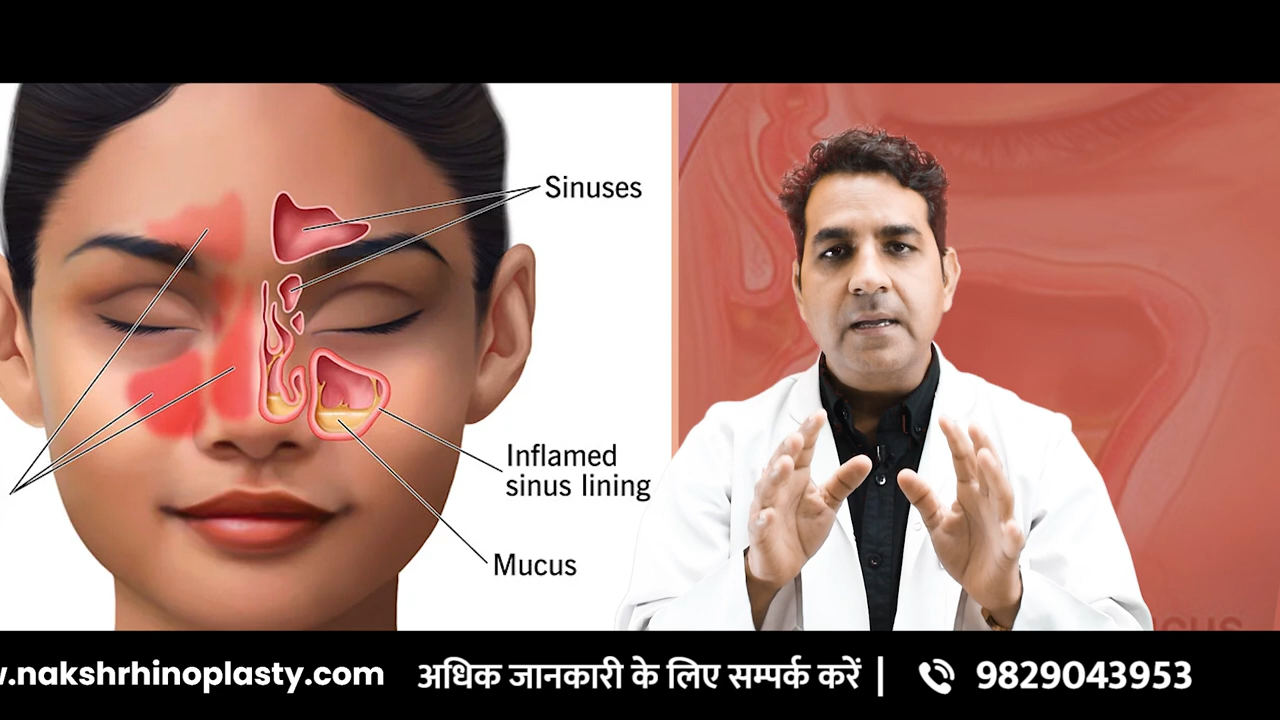 Sinuses
Inflamed
sinus lining
Mucus
.nakshrhinoplasty.com अधिक जानकारी के लिए सम्पर्क करें | 9829043953